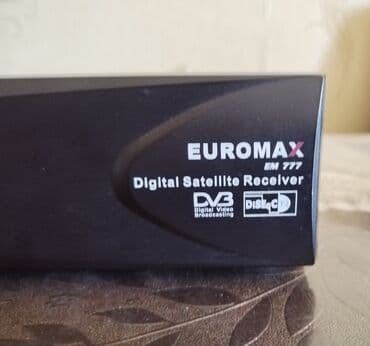 EUROMAX
EM 777
Digital Satellite Receiver
DVB DiSEqC
Digital Video
Broadcasting